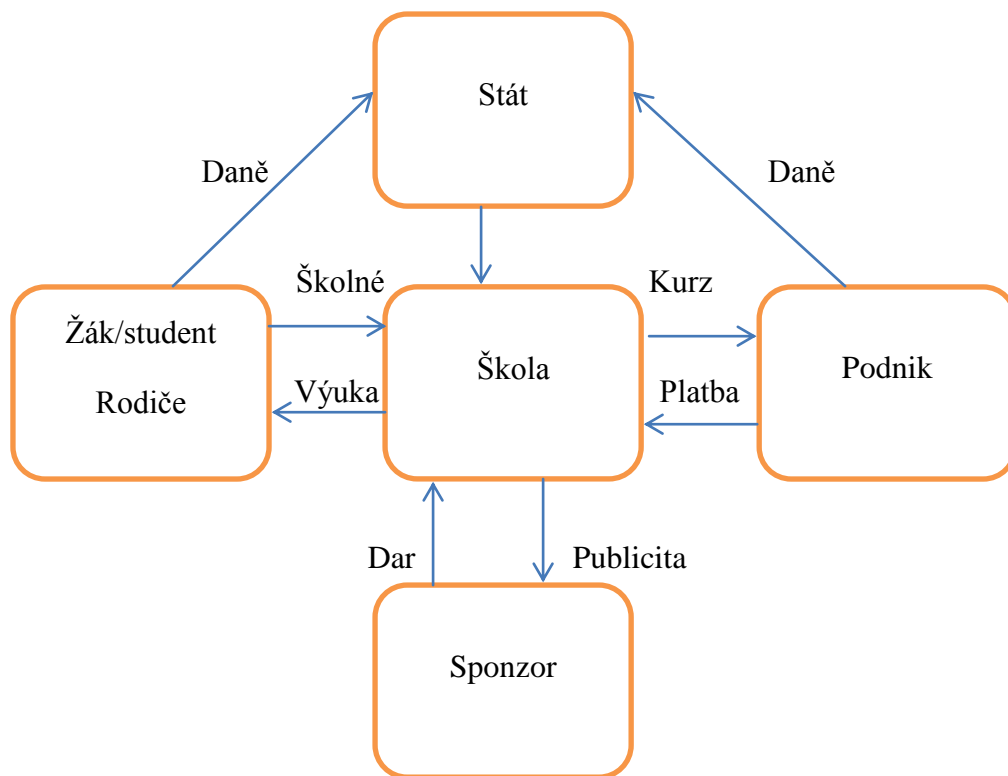 Stát
Daně
Daně
Školné
Kurz
Žák/student
Rodiče
Škola
Podnik
Výuka
Platba
Dar
Publicita
Sponzor